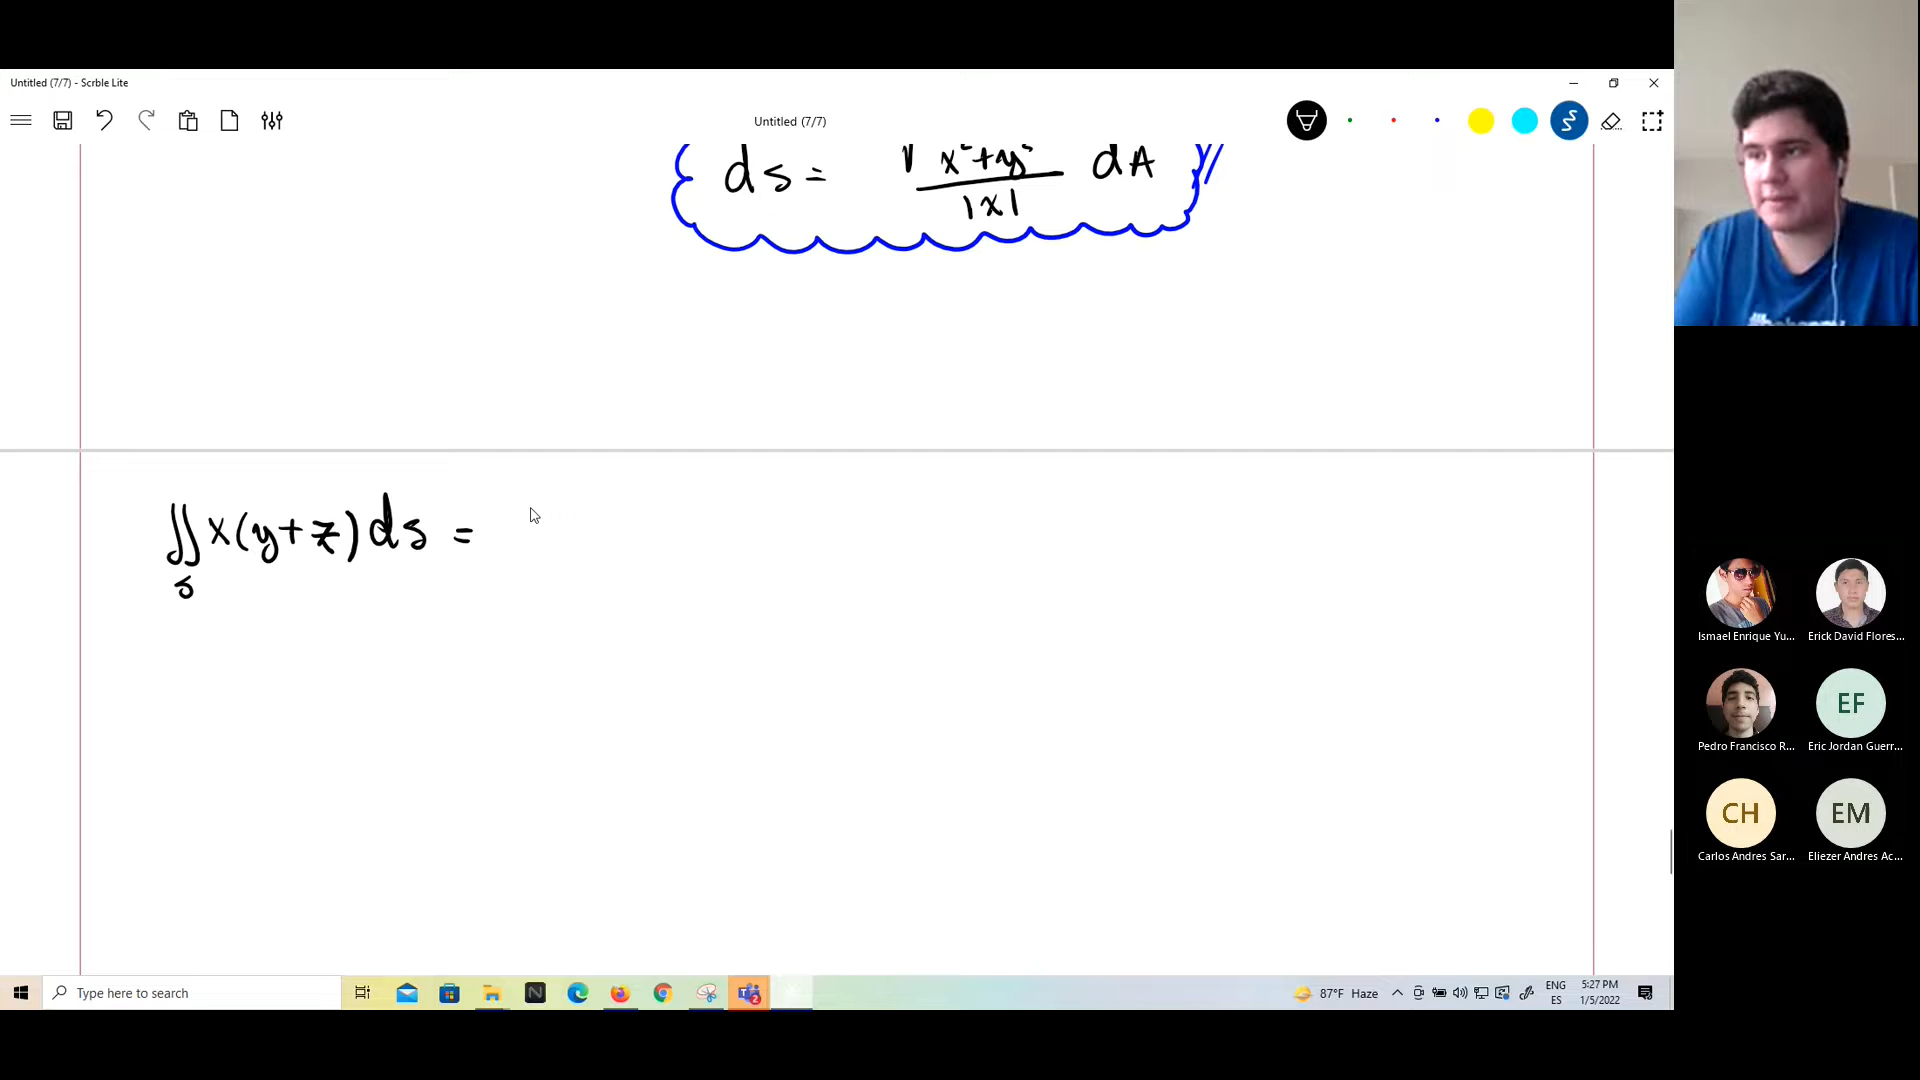 Untitled (7/7) - Scrble Lite
Untitled (7/7)
ds = √x²+y² / |x| dA
∬ₛ x(y+z)ds =
Ismael Enrique Yu...
Erick David Flores...
EF
Pedro Francisco R...
Eric Jordan Guerr...
CH
EM
Carlos Andres Sar...
Eliezer Andres Ac...
Type here to search
N
2
87°F Haze
ENG
ES
5:27 PM
1/5/2022